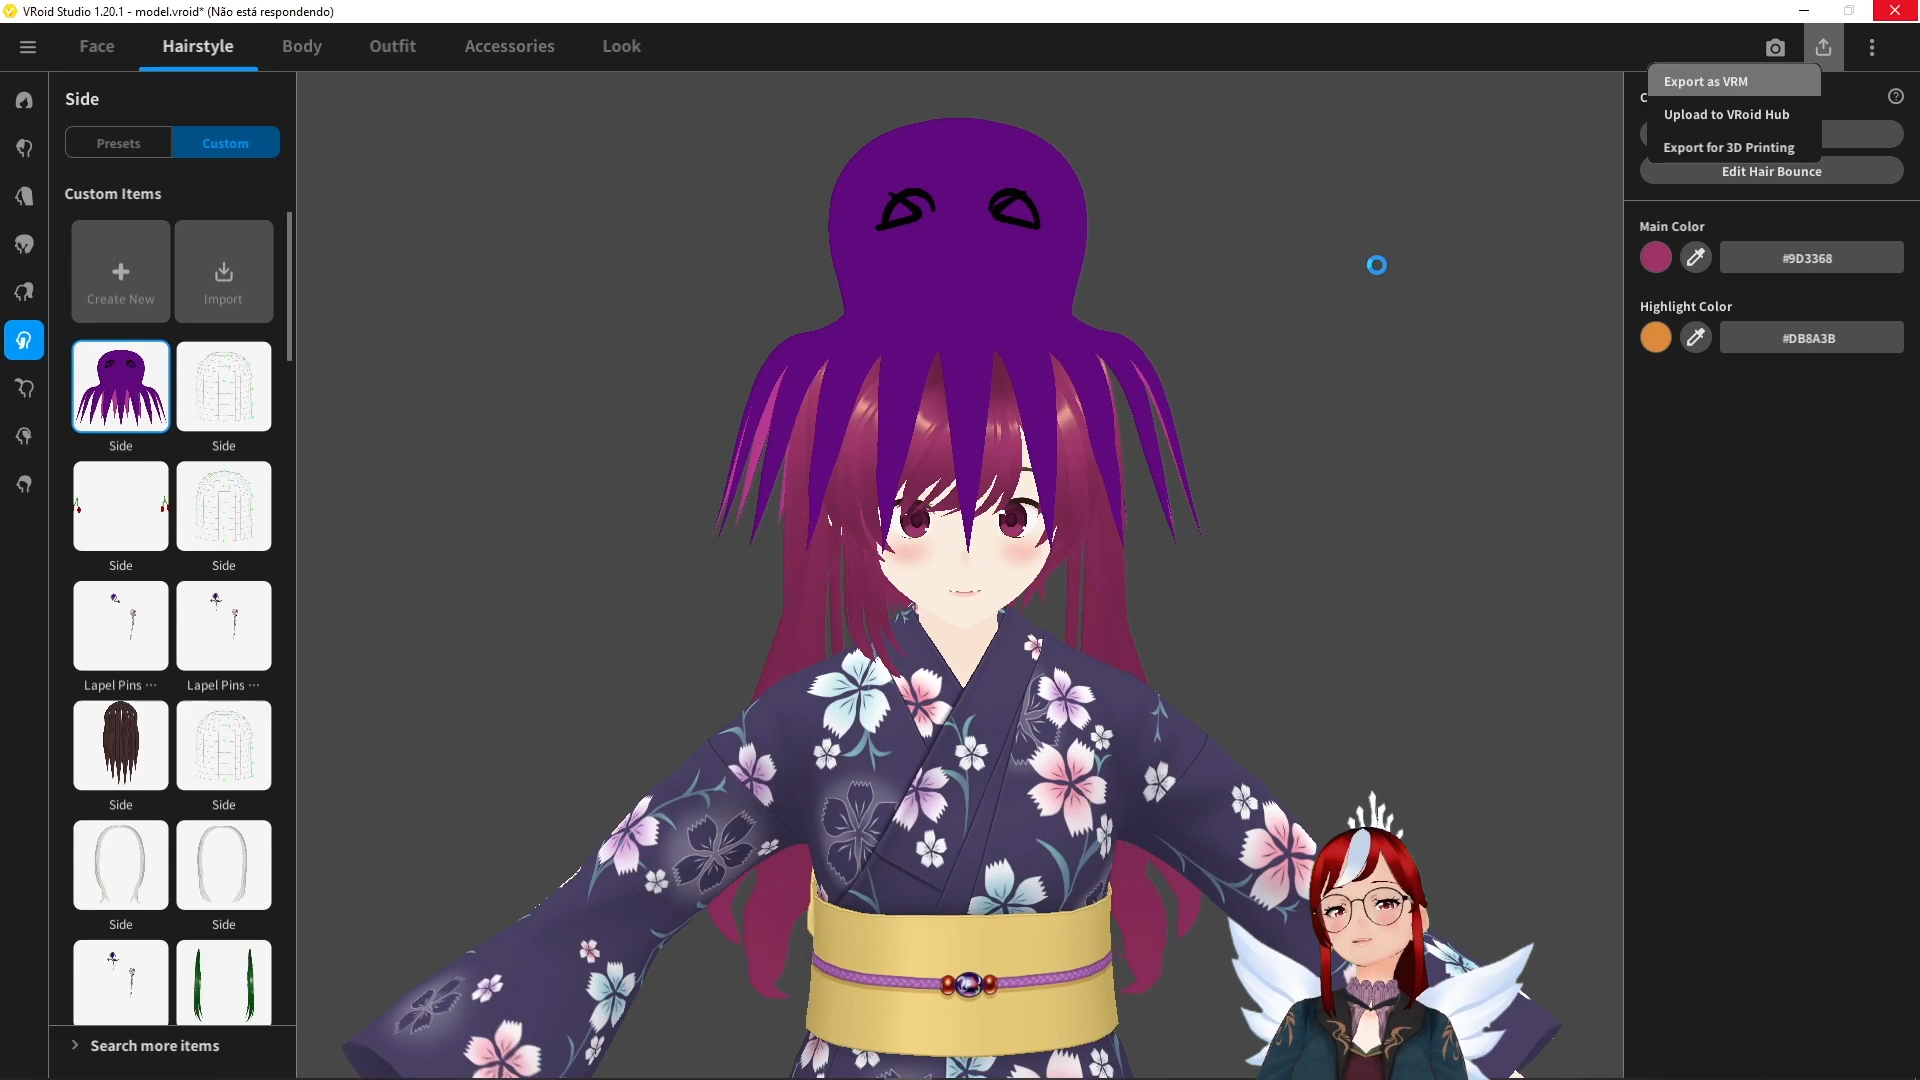 VRoid Studio 1.20.1 - model.vroid* (Não está respondendo)
Face
Hairstyle
Body
Outfit
Accessories
Look
Export as VRM
Upload to VRoid Hub
Export for 3D Printing
Edit Hair Bounce
Side
Presets
Custom
Custom Items
Create New
Import
Side
Side
Side
Side
Lapel Pins ···
Lapel Pins ···
Side
Side
Side
Side
Search more items
Main Color
#9D3368
Highlight Color
#DB8A3B